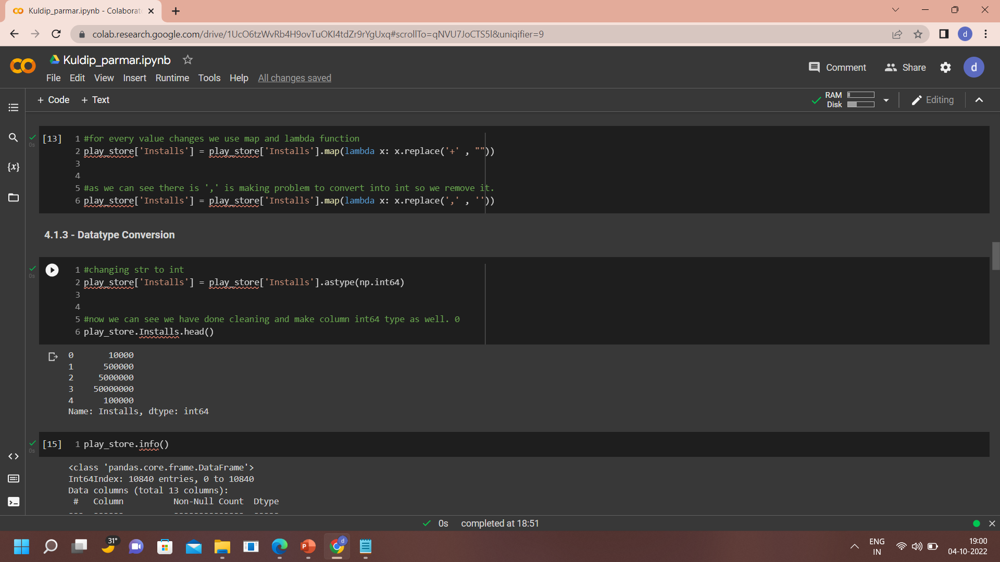 Kuldip_parmar.ipynb - Colaborat
colab.research.google.com/drive/1UcO6tzWvRb4H9ovTuOKI4tdZr9rYgUxq#scrollTo=qNVU7JoCTS5l&uniqifier=9
d
Kuldip_parmar.ipynb
Comment Share d
File Edit View Insert Runtime Tools Help All changes saved
+ Code + Text
RAM
Disk
Editing
0s
[13]
1 #for every value changes we use map and lambda function
2 play_store['Installs'] = play_store['Installs'].map(lambda x: x.replace('+' , ""))
3
4
5 #as we can see there is ',' is making problem to convert into int so we remove it.
6 play_store['Installs'] = play_store['Installs'].map(lambda x: x.replace(',' , ''))
{x}
4.1.3 - Datatype Conversion
0s
1 #changing str to int
2 play_store['Installs'] = play_store['Installs'].astype(np.int64)
3
4
5 #now we can see we have done cleaning and make column int64 type as well. 0
6 play_store.Installs.head()
0 10000
1 500000
2 5000000
3 50000000
4 100000
Name: Installs, dtype: int64
0s
[15] 1 play_store.info()
<class 'pandas.core.frame.DataFrame'>
Int64Index: 10840 entries, 0 to 10840
Data columns (total 13 columns):
# Column Non-Null Count Dtype
--- ------ -------------- -----
0s completed at 18:51
31°
P
d
ENG
IN
19:00
04-10-2022